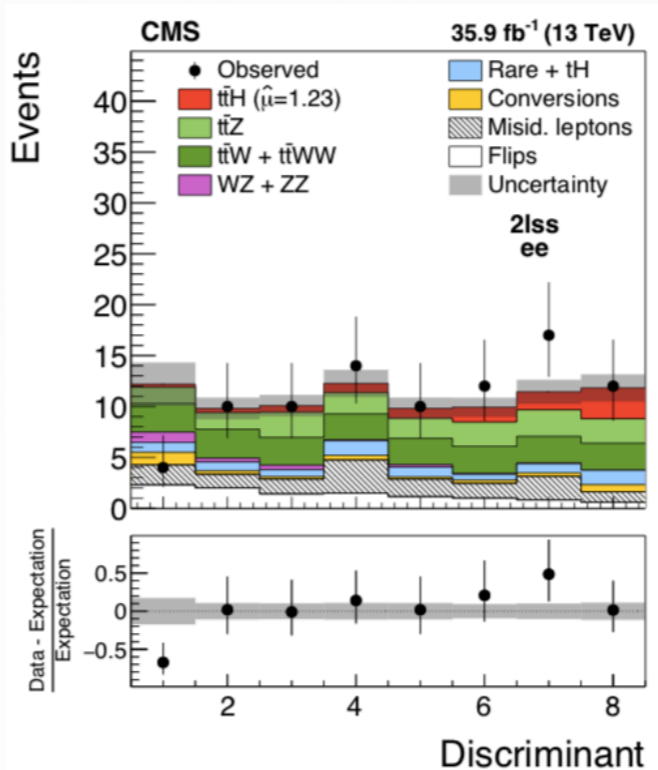 CMS 35.9 fb⁻¹ (13 TeV)
Events
Observed
tt̄H (μ̂=1.23)
tt̄Z
tt̄W + tt̄WW
WZ + ZZ
Rare + tH
Conversions
Misid. leptons
Flips
Uncertainty
2lss
ee
40
35
30
25
20
15
10
5
0
Data - Expectation
Expectation
0.5
0
−0.5
2 4 6 8
Discriminant